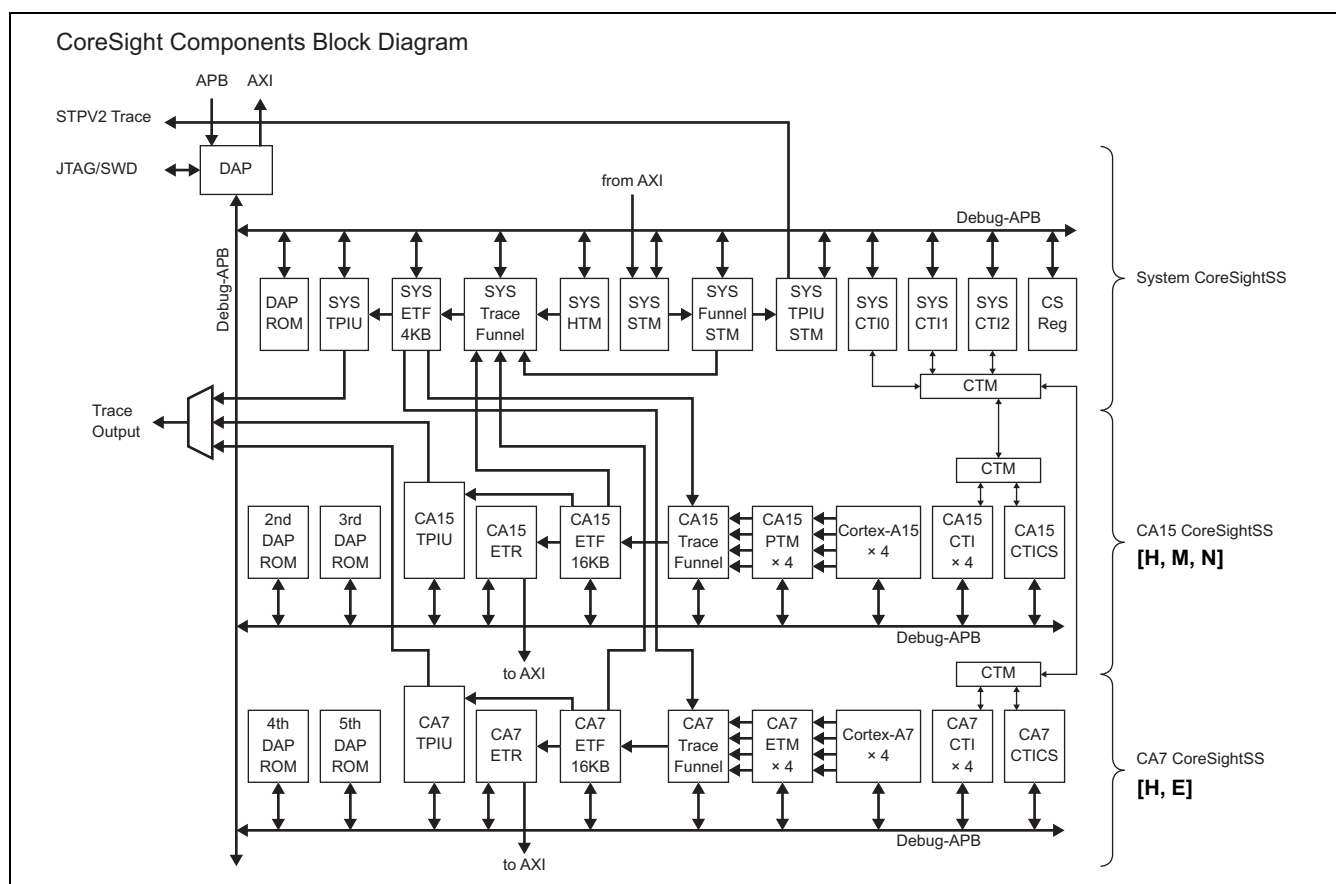 CoreSight Components Block Diagram
APB AXI
STPV2 Trace
JTAG/SWD
DAP
from AXI
Debug-APB
Debug-APB
DAP
ROM
SYS
TPIU
SYS
ETF
4KB
SYS
Trace
Funnel
SYS
HTM
SYS
STM
SYS
Funnel
STM
SYS
TPIU
STM
SYS
CTI0
SYS
CTI1
SYS
CTI2
CS
Reg
System CoreSightSS
CTM
Trace
Output
CTM
2nd
DAP
ROM
3rd
DAP
ROM
CA15
TPIU
CA15
ETR
CA15
ETF
16KB
CA15
Trace
Funnel
CA15
PTM
× 4
Cortex-A15
× 4
CA15
CTI
× 4
CA15
CTICS
CA15 CoreSightSS
[H, M, N]
Debug-APB
to AXI
CTM
4th
DAP
ROM
5th
DAP
ROM
CA7
TPIU
CA7
ETR
CA7
ETF
16KB
CA7
Trace
Funnel
CA7
ETM
× 4
Cortex-A7
× 4
CA7
CTI
× 4
CA7
CTICS
CA7 CoreSightSS
[H, E]
Debug-APB
to AXI